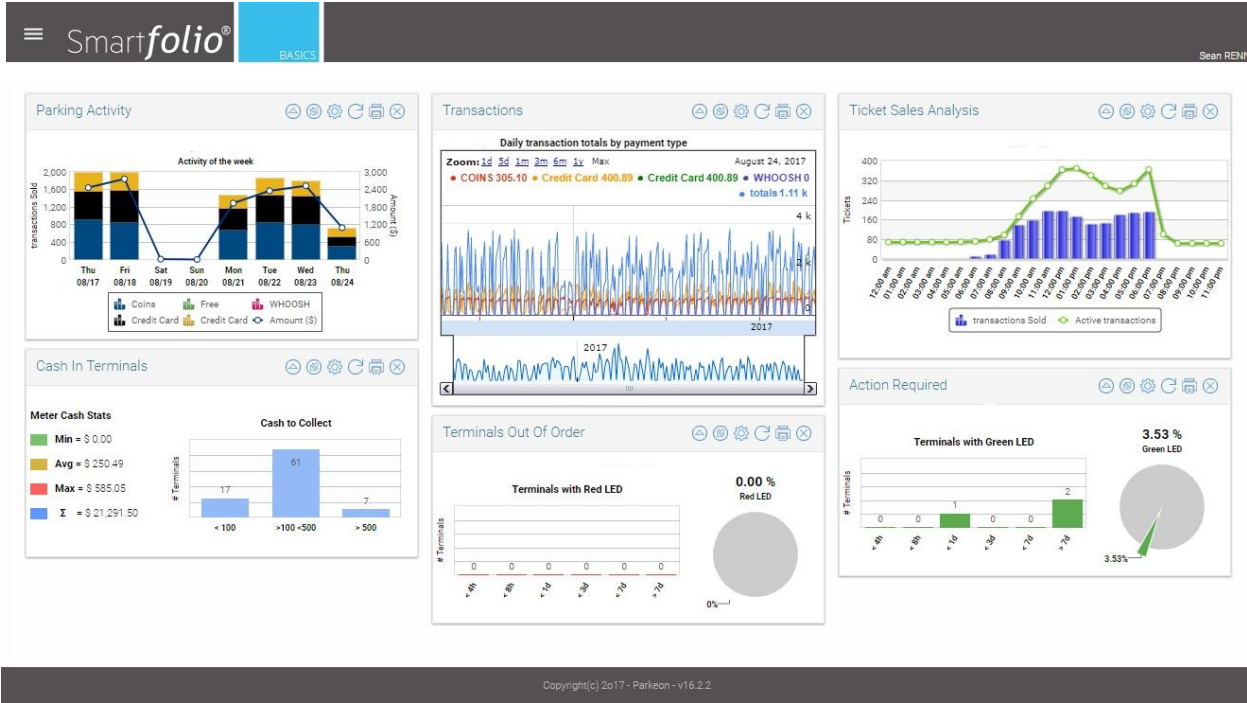 Smartfolio®
BASICS
Sean RENN
Parking Activity
Activity of the week
transactions Sold
2,000
1,600
1,200
800
400
0
3,000
2,400
1,800
1,200
600
0
Amount ($)
Thu Fri Sat Sun Mon Tue Wed Thu
08/17 08/18 08/19 08/20 08/21 08/22 08/23 08/24
Coins Free WHOOSH
Credit Card Credit Card Amount ($)
Transactions
Daily transaction totals by payment type
Zoom: 1d 5d 1m 3m 6m 1y Max August 24, 2017
COINS 305.10 Credit Card 400.89 Credit Card 400.89 WHOOSH 0
totals 1.11 k
4 k
2 k
0
2017
2017
Ticket Sales Analysis
Tickets
400
320
240
160
80
0
12:00 am 01:00 am 02:00 am 03:00 am 04:00 am 05:00 am 06:00 am 07:00 am 08:00 am 09:00 am 10:00 am 11:00 am 12:00 pm 01:00 pm 02:00 pm 03:00 pm 04:00 pm 05:00 pm 06:00 pm 07:00 pm 08:00 pm 09:00 pm 10:00 pm 11:00 pm
transactions Sold Active transactions
Cash In Terminals
Meter Cash Stats
Min = $ 0.00
Avg = $ 250.49
Max = $ 585.05
Σ = $ 21,291.50
Cash to Collect
# Terminals
17 61 7
< 100 >100 <500 > 500
Terminals Out Of Order
Terminals with Red LED
# Terminals
0 0 0 0 0 0
< 4h < 8h < 1d < 3d < 7d > 7d
0.00 %
Red LED
0%
Action Required
Terminals with Green LED
# Terminals
0 0 1 0 0 2
< 4h < 8h < 1d < 3d < 7d > 7d
3.53 %
Green LED
3.53%
Copyright(c) 2o17 - Parkeon - v16.2.2